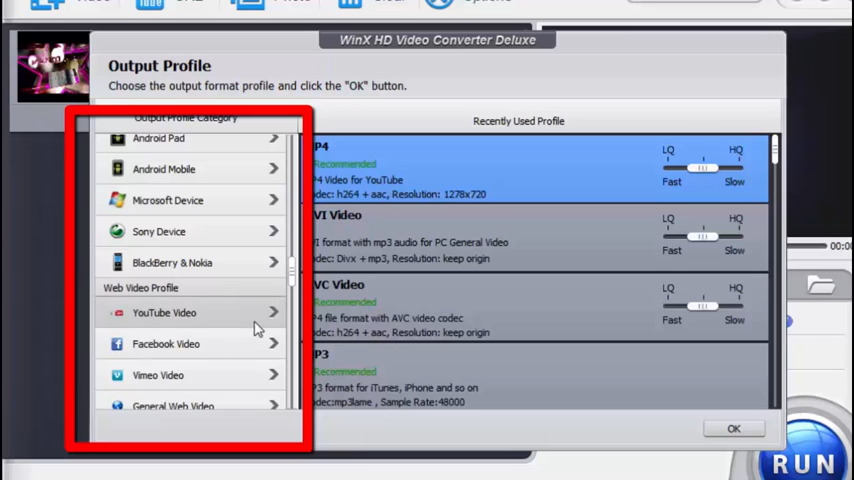 WinX HD Video Converter Deluxe
Output Profile
Choose the output format profile and click the "OK" button.
Output Profile Category
Android Pad
Android Mobile
Microsoft Device
Sony Device
BlackBerry & Nokia
Web Video Profile
YouTube Video
Facebook Video
Vimeo Video
General Web Video
Recently Used Profile
P4
Recommended
P4 Video for YouTube
odec: h264 + aac, Resolution: 1278x720
LQ HQ
Fast Slow
VI Video
VI format with mp3 audio for PC General Video
odec: Divx + mp3, Resolution: keep origin
LQ HQ
Fast Slow
VC Video
Recommended
P4 file format with AVC video codec
odec: h264 + aac, Resolution: keep origin
LQ HQ
Fast Slow
P3
Recommended
P3 format for iTunes, iPhone and so on
odec:mp3lame , Sample Rate:48000
OK
00:00
RUN